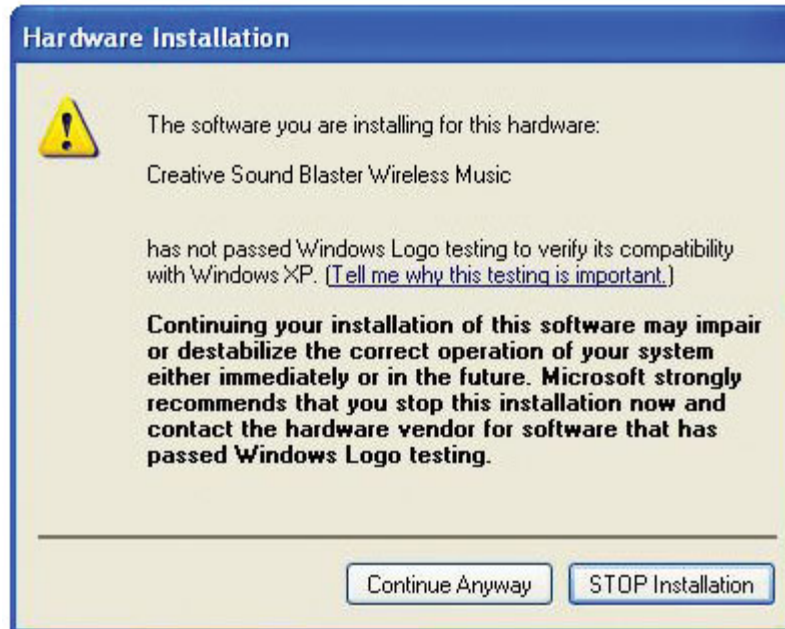 Hardware Installation
The software you are installing for this hardware:
Creative Sound Blaster Wireless Music
has not passed Windows Logo testing to verify its compatibility
with Windows XP. (Tell me why this testing is important.)
Continuing your installation of this software may impair
or destabilize the correct operation of your system
either immediately or in the future. Microsoft strongly
recommends that you stop this installation now and
contact the hardware vendor for software that has
passed Windows Logo testing.
Continue Anyway STOP Installation